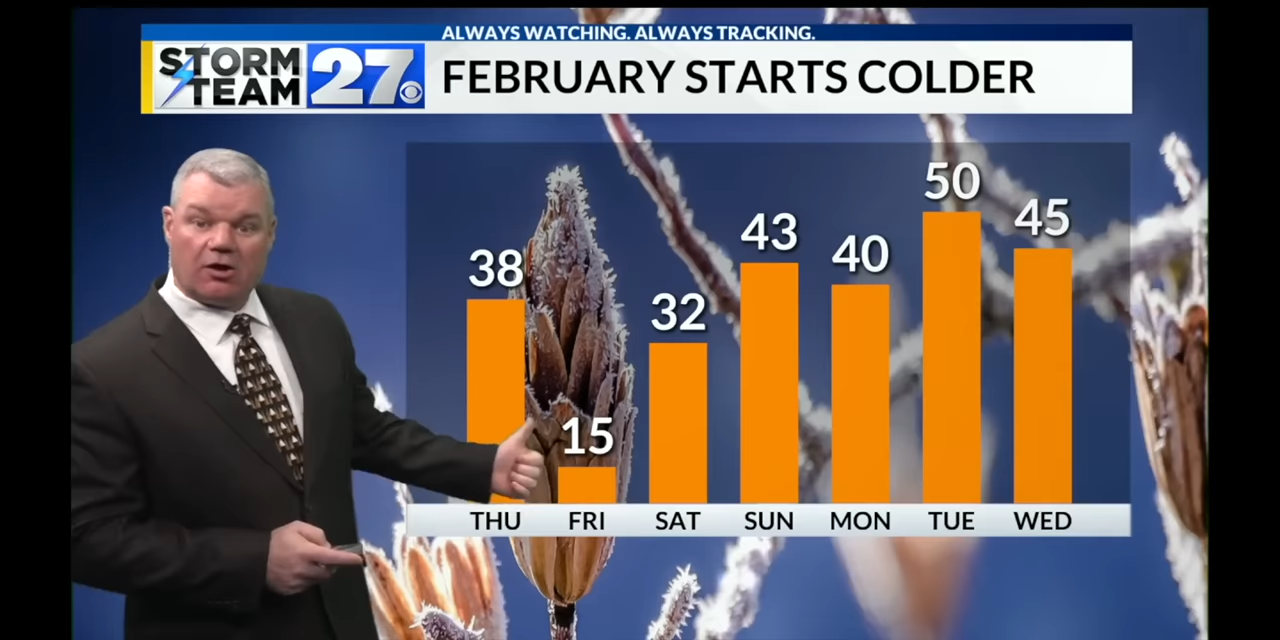 ALWAYS WATCHING. ALWAYS TRACKING.
STORM
TEAM
27
FEBRUARY STARTS COLDER
38
15
32
43
40
50
45
THU FRI SAT SUN MON TUE WED